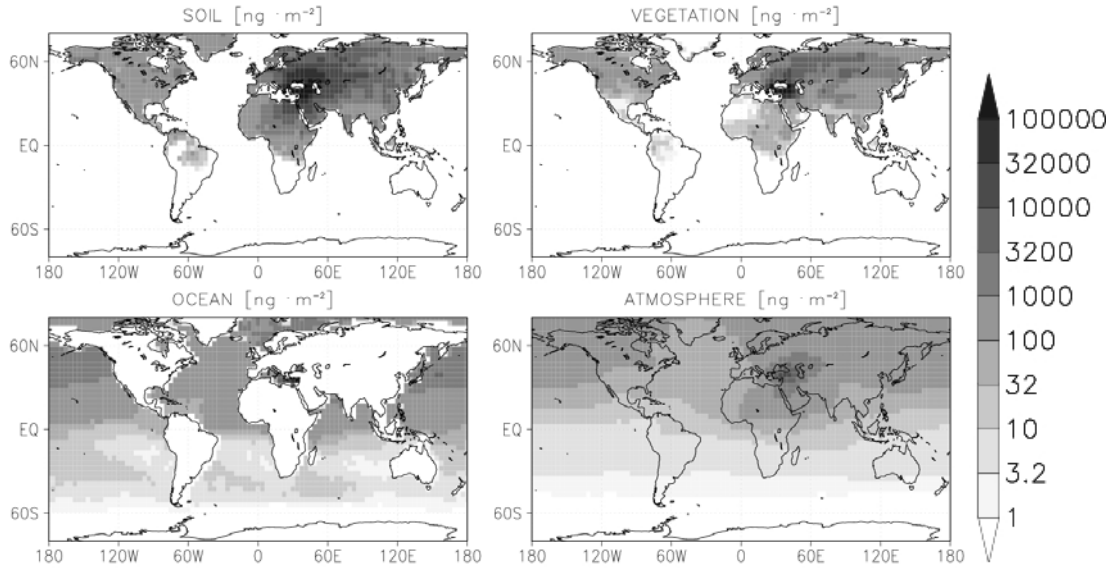 SOIL [ng · m⁻²]
VEGETATION [ng · m⁻²]
60N
EQ
60S
180 120W 60W 0 60E 120E 180
60N
EQ
60S
180 120W 60W 0 60E 120E 180
OCEAN [ng · m⁻²]
ATMOSPHERE [ng · m⁻²]
60N
EQ
60S
180 120W 60W 0 60E 120E 180
60N
EQ
60S
180 120W 60W 0 60E 120E 180
100000
32000
10000
3200
1000
100
32
10
3.2
1